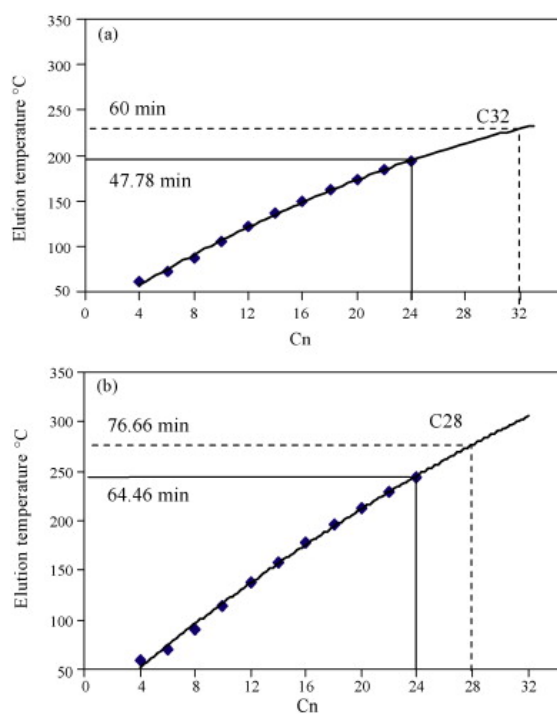 (a)
350
300
250
200
150
100
50
Elution temperature °C
60 min
C32
47.78 min
0 4 8 12 16 20 24 28 32
Cn
(b)
350
300
250
200
150
100
50
Elution temperature °C
76.66 min
C28
64.46 min
0 4 8 12 16 20 24 28 32
Cn